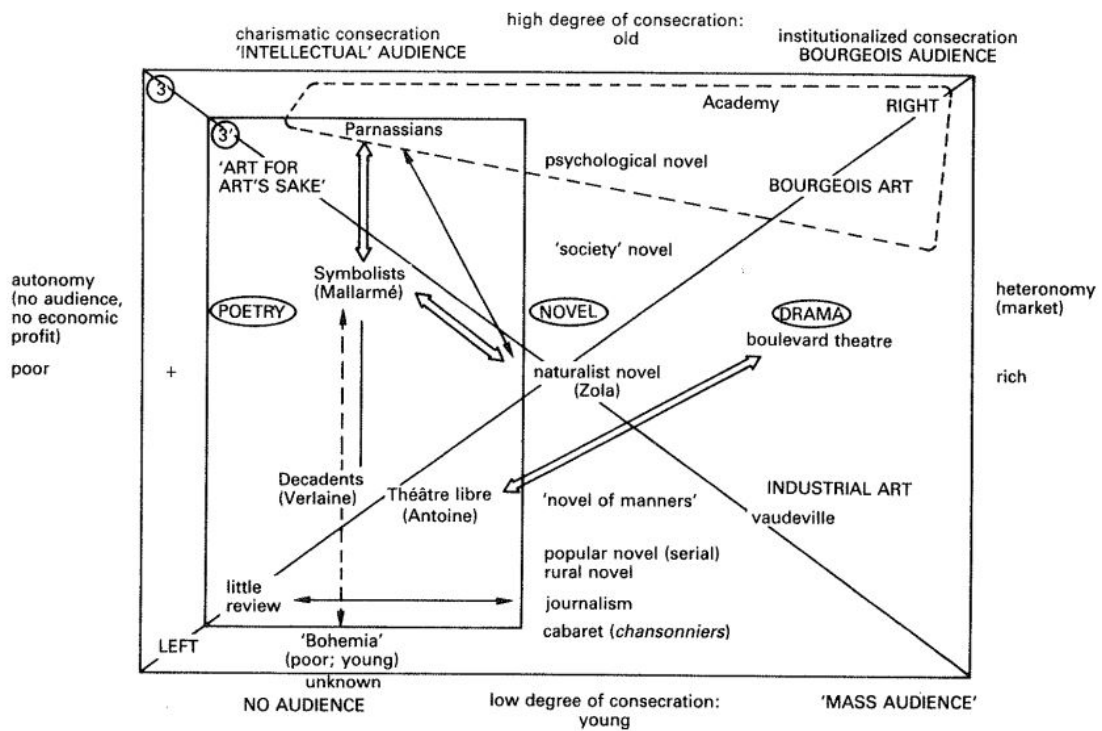 high degree of consecration:
old
charismatic consecration
'INTELLECTUAL' AUDIENCE
institutionalized consecration
BOURGEOIS AUDIENCE
3
Academy
RIGHT
3'
Parnassians
'ART FOR
ART'S SAKE'
psychological novel
BOURGEOIS ART
'society' novel
autonomy
(no audience,
no economic
profit)
poor
+
Symbolists
(Mallarmé)
POETRY
NOVEL
DRAMA
boulevard theatre
heteronomy
(market)
rich
naturalist novel
(Zola)
Decadents
(Verlaine)
Théâtre libre
(Antoine)
'novel of manners'
INDUSTRIAL ART
vaudeville
popular novel (serial)
rural novel
little
review
journalism
cabaret (chansonniers)
LEFT
'Bohemia'
(poor; young)
unknown
NO AUDIENCE
low degree of consecration:
young
'MASS AUDIENCE'